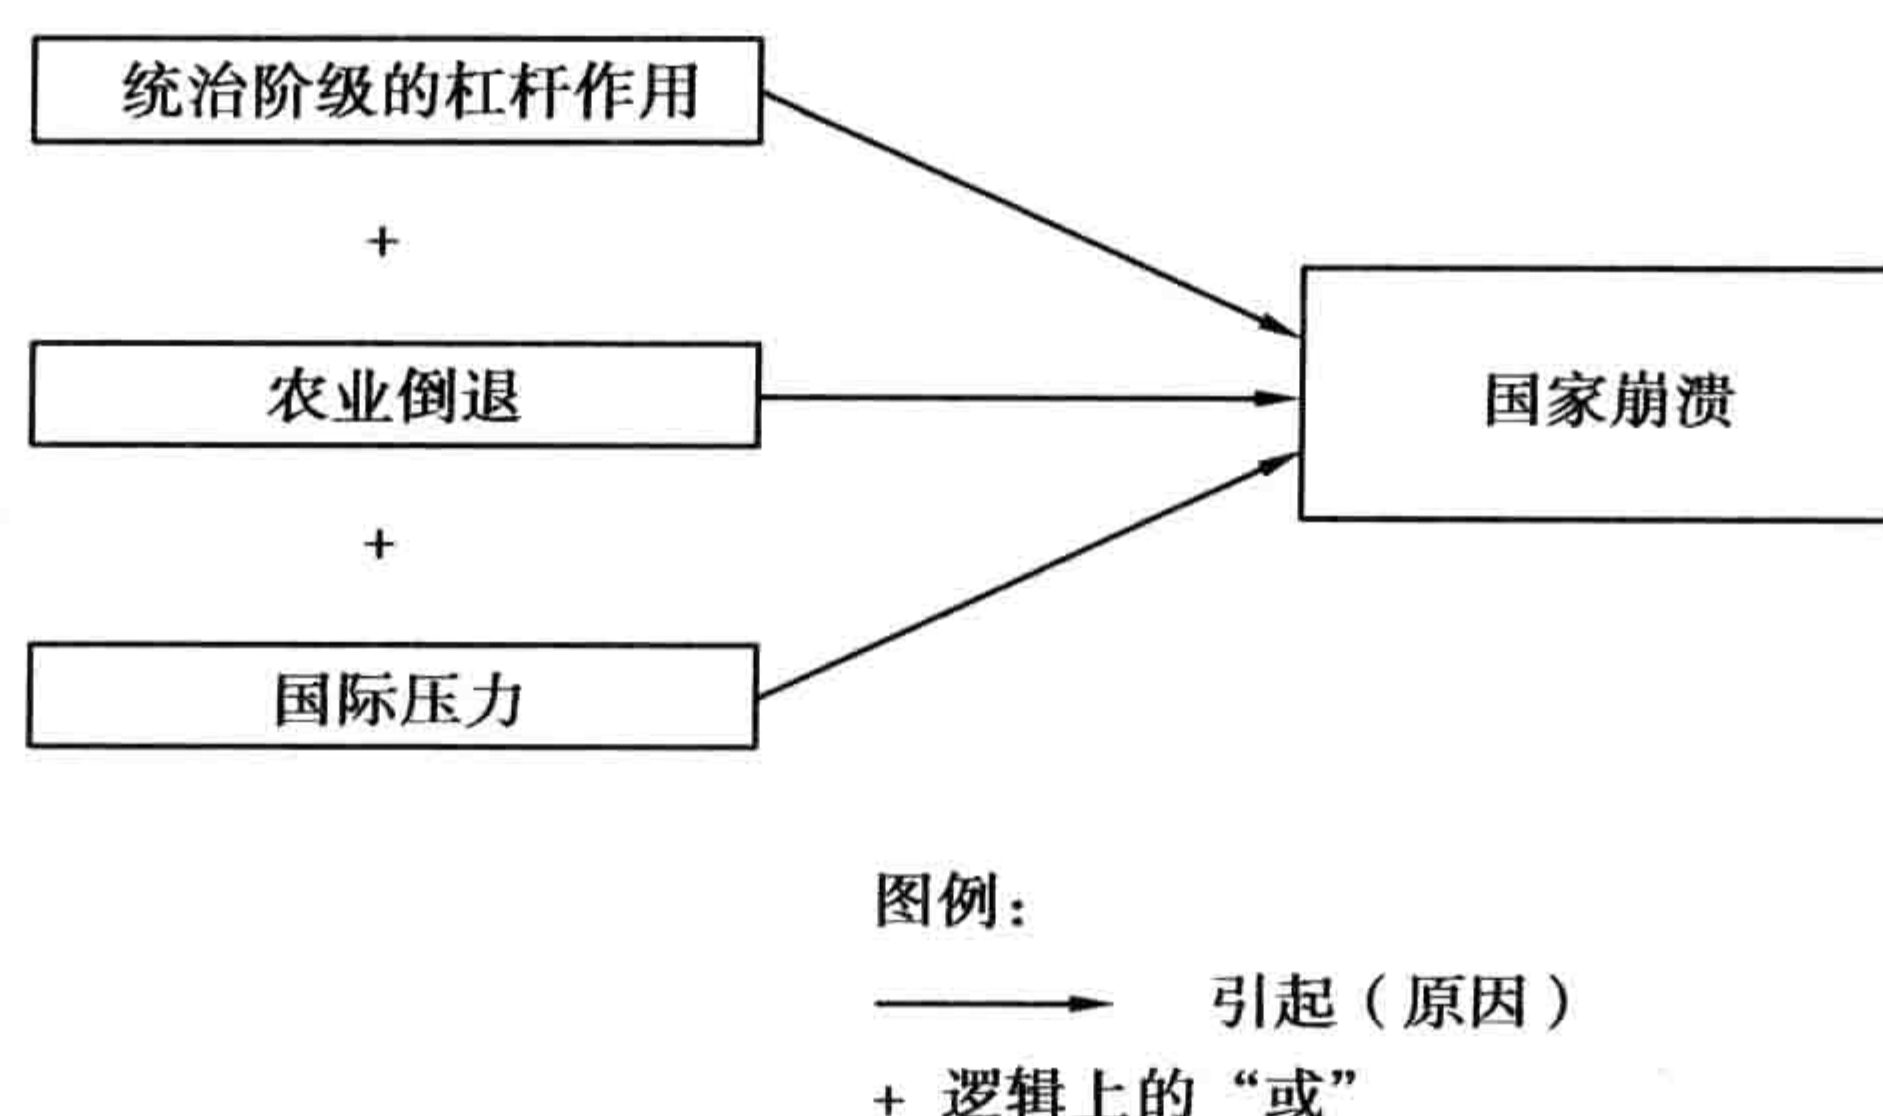 统治阶级的杠杆作用
+
农业倒退
+
国际压力
国家崩溃
图例：
引起（原因）
+ 逻辑上的“或”